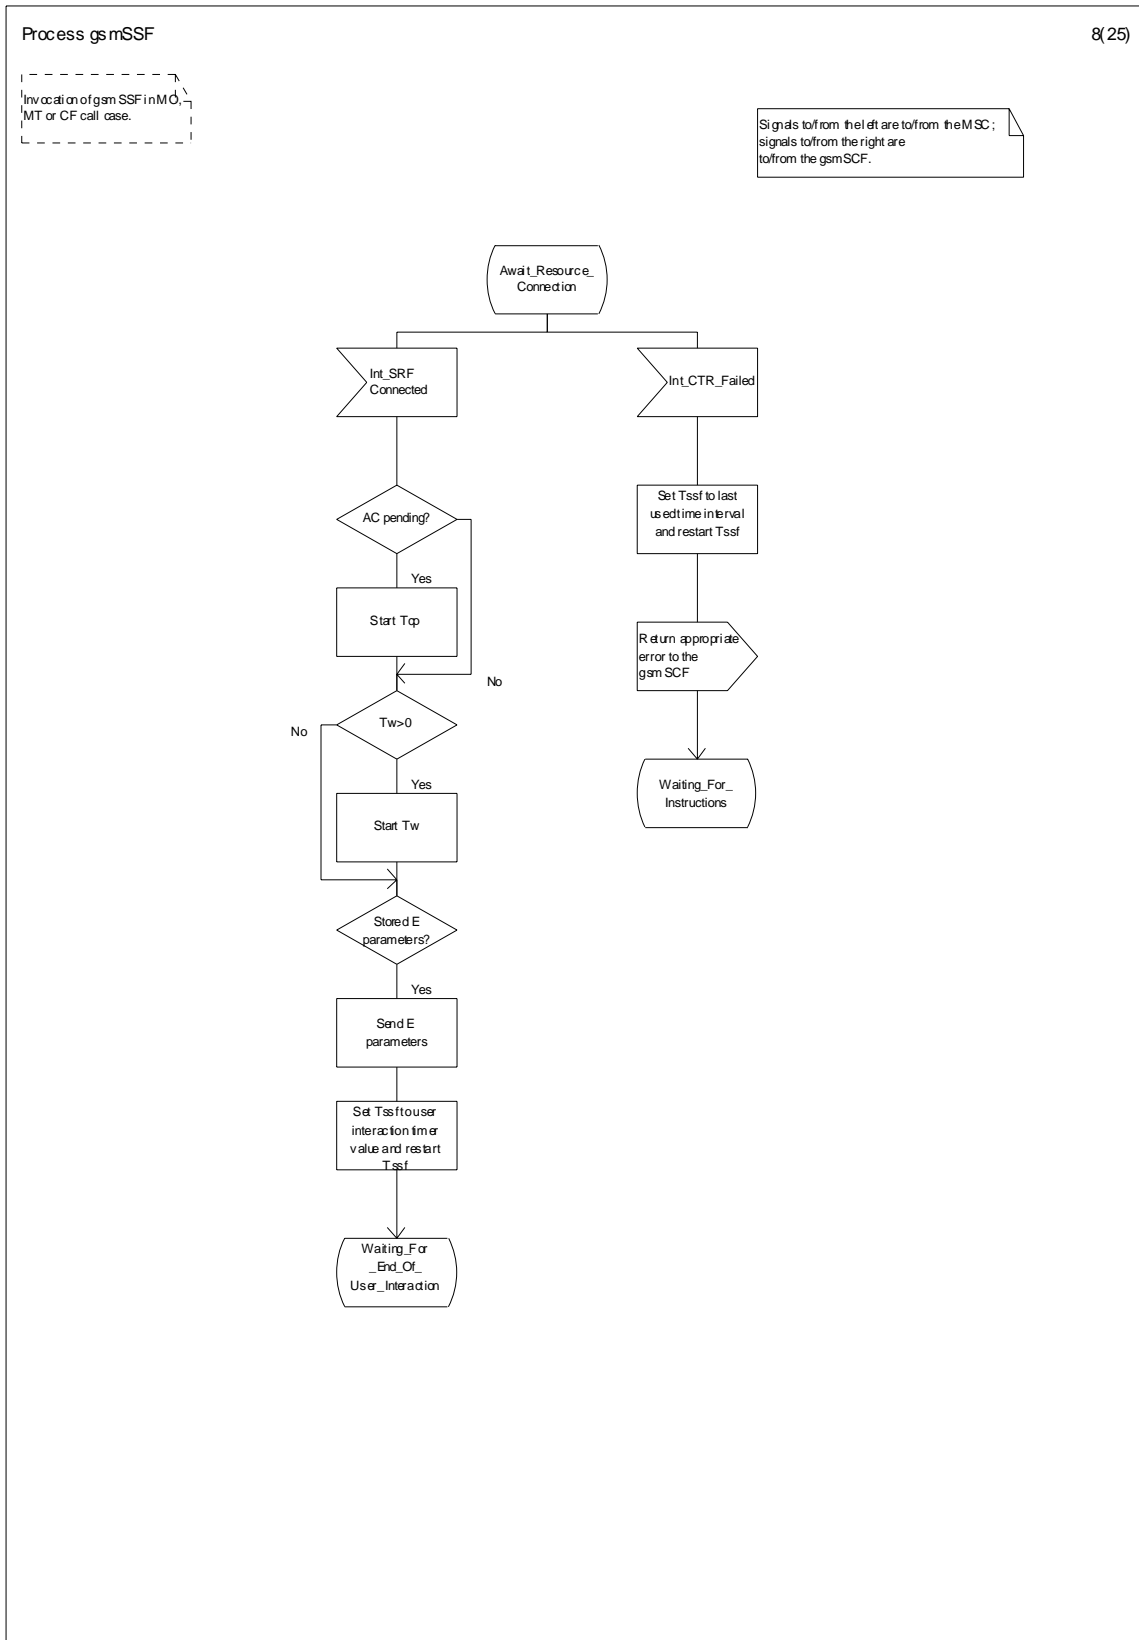 Process gsmSSF
8(25)
Invocation of gsmSSF in MO,
MT or CF call case.
Signals to/from the left are to/from the MSC;
signals to/from the right are
to/from the gsmSCF.
Await_Resource_
Connection
Int_SRF
Connected
Int_CTR_Failed
AC pending?
Set Tssf to last
used time interval
and restart Tssf
Yes
Start Tcp
Return appropriate
error to the
gsmSCF
No
Tw>0
No
Yes
Waiting_For_
Instructions
Start Tw
Stored E
parameters?
Yes
Send E
parameters
Set Tssf to user
interaction timer
value and restart
Tssf
Waiting_For
_End_Of_
User_Interaction